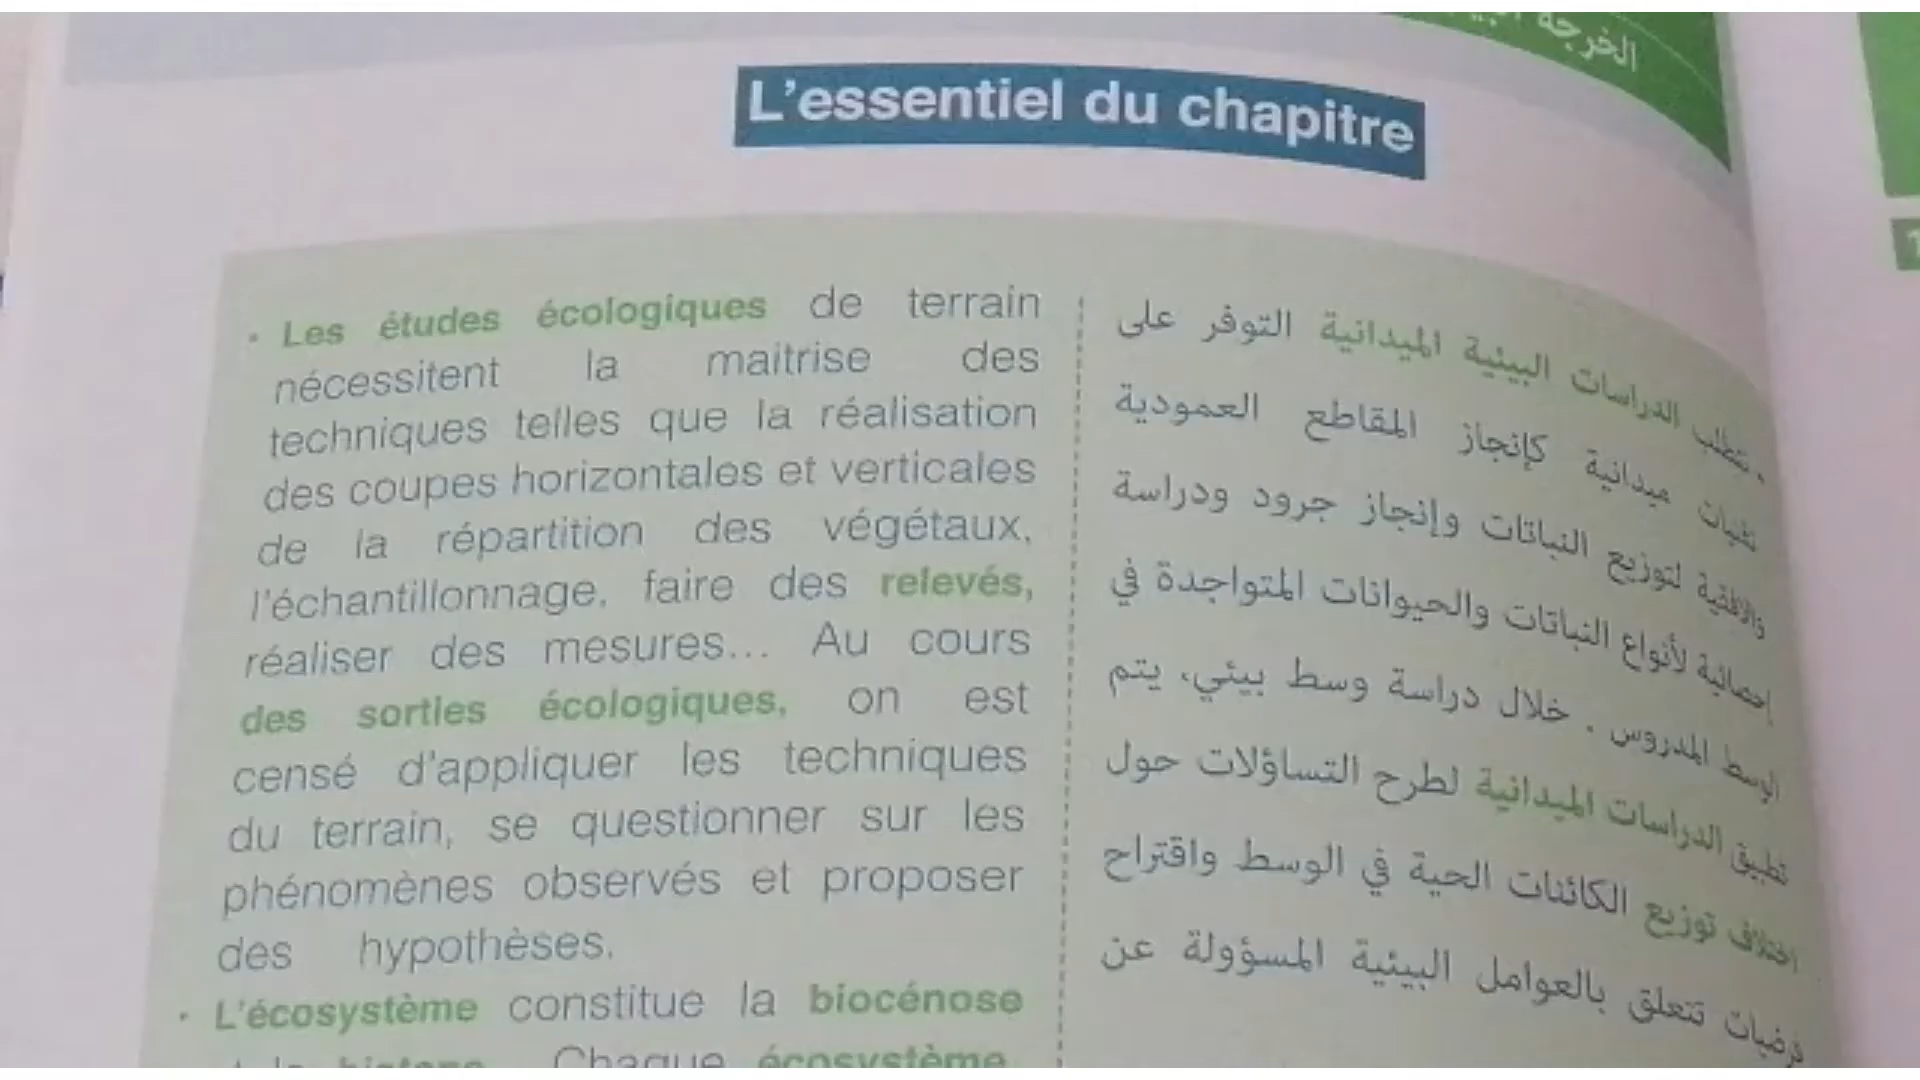 الخرجة
L'essentiel du chapitre
• Les études écologiques de terrain
nécessitent la maitrise des
techniques telles que la réalisation
des coupes horizontales et verticales
de la répartition des végétaux,
l'échantillonnage, faire des relevés,
réaliser des mesures... Au cours
des sorties écologiques, on est
censé d'appliquer les techniques
du terrain, se questionner sur les
phénomènes observés et proposer
des hypothèses.
• L'écosystème constitue la biocénose
Chaque écosystème
• تتطلب الدراسات البيئية الميدانية التوفر على
تقنيات ميدانية كإنجاز المقاطع العمودية
والأفقية لتوزيع النباتات وإنجاز جرود ودراسة
إحصائية لأنواع النباتات والحيوانات المتواجدة في
الوسط المدروس . خلال دراسة وسط بيئي، يتم
تطبيق الدراسات الميدانية لطرح التساؤلات حول
اختلاف توزيع الكائنات الحية في الوسط واقتراح
فرضيات تتعلق بالعوامل البيئية المسؤولة عن